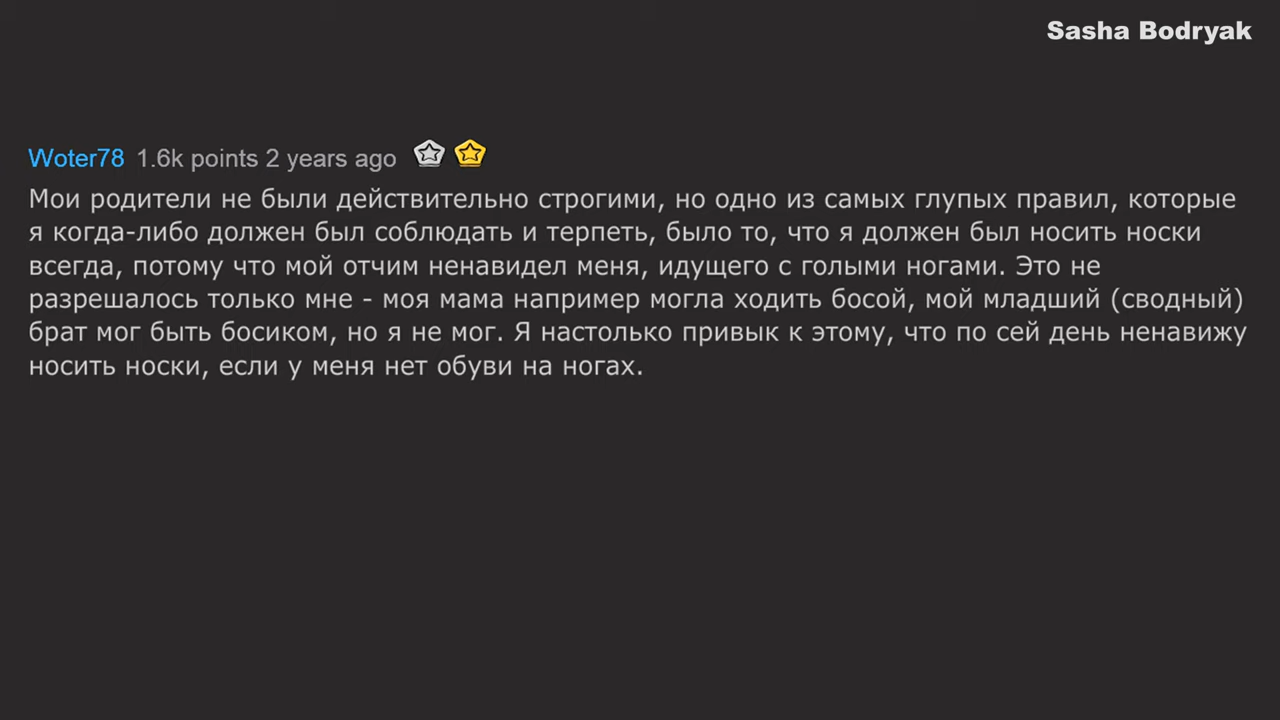 Sasha Bodryak
Woter78 1.6k points 2 years ago
Мои родители не были действительно строгими, но одно из самых глупых правил, которые
я когда-либо должен был соблюдать и терпеть, было то, что я должен был носить носки
всегда, потому что мой отчим ненавидел меня, идущего с голыми ногами. Это не
разрешалось только мне - моя мама например могла ходить босой, мой младший (сводный)
брат мог быть босиком, но я не мог. Я настолько привык к этому, что по сей день ненавижу
носить носки, если у меня нет обуви на ногах.